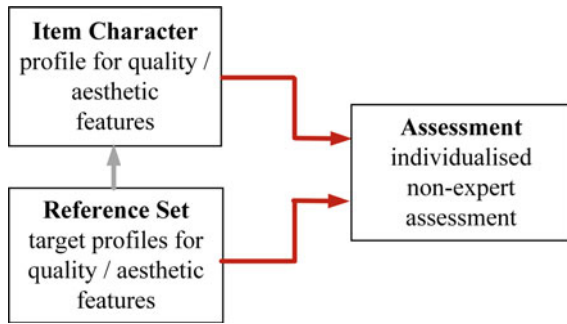 Item Character
profile for quality /
aesthetic
features
Assessment
individualised
non-expert
assessment
Reference Set
target profiles for
quality / aesthetic
features